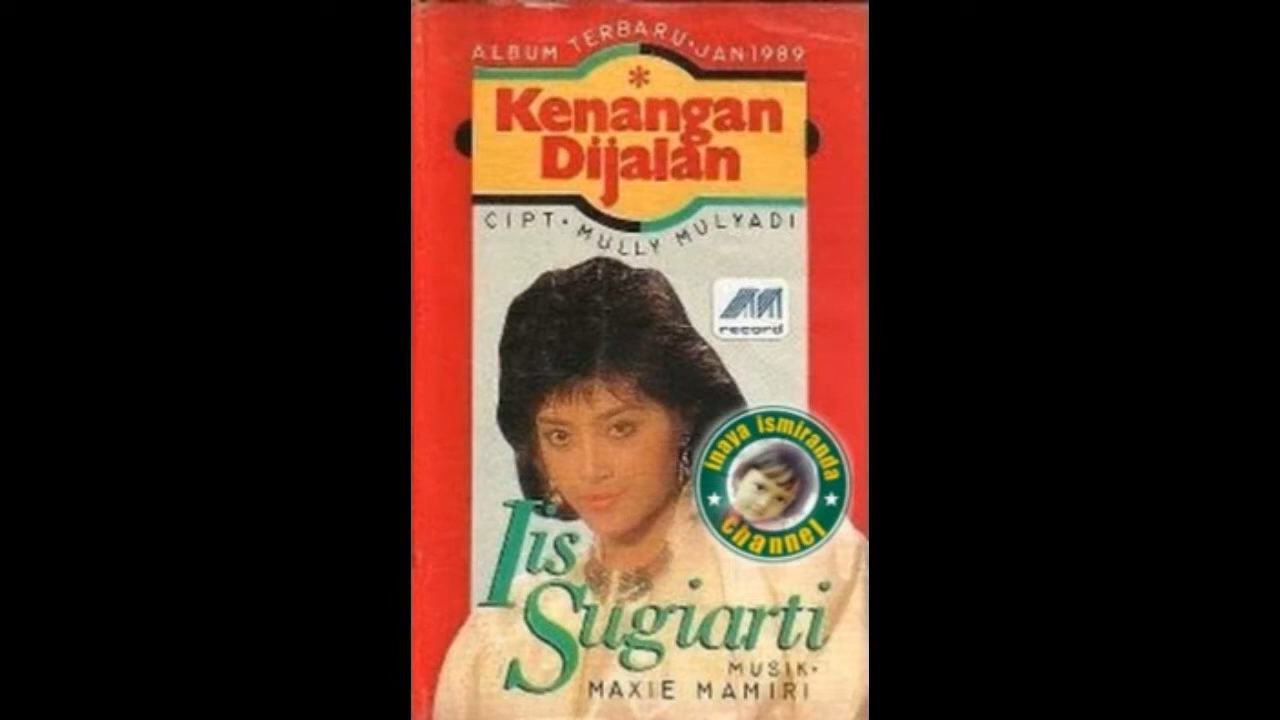 ALBUM TERBARU • JAN 1989
*
Kenangan
Dijalan
CIPT • MULLY MULYADI
record
inaya ismiranda
channel
Iis
Sugiarti
MUSIK •
MAXIE MAMIRI